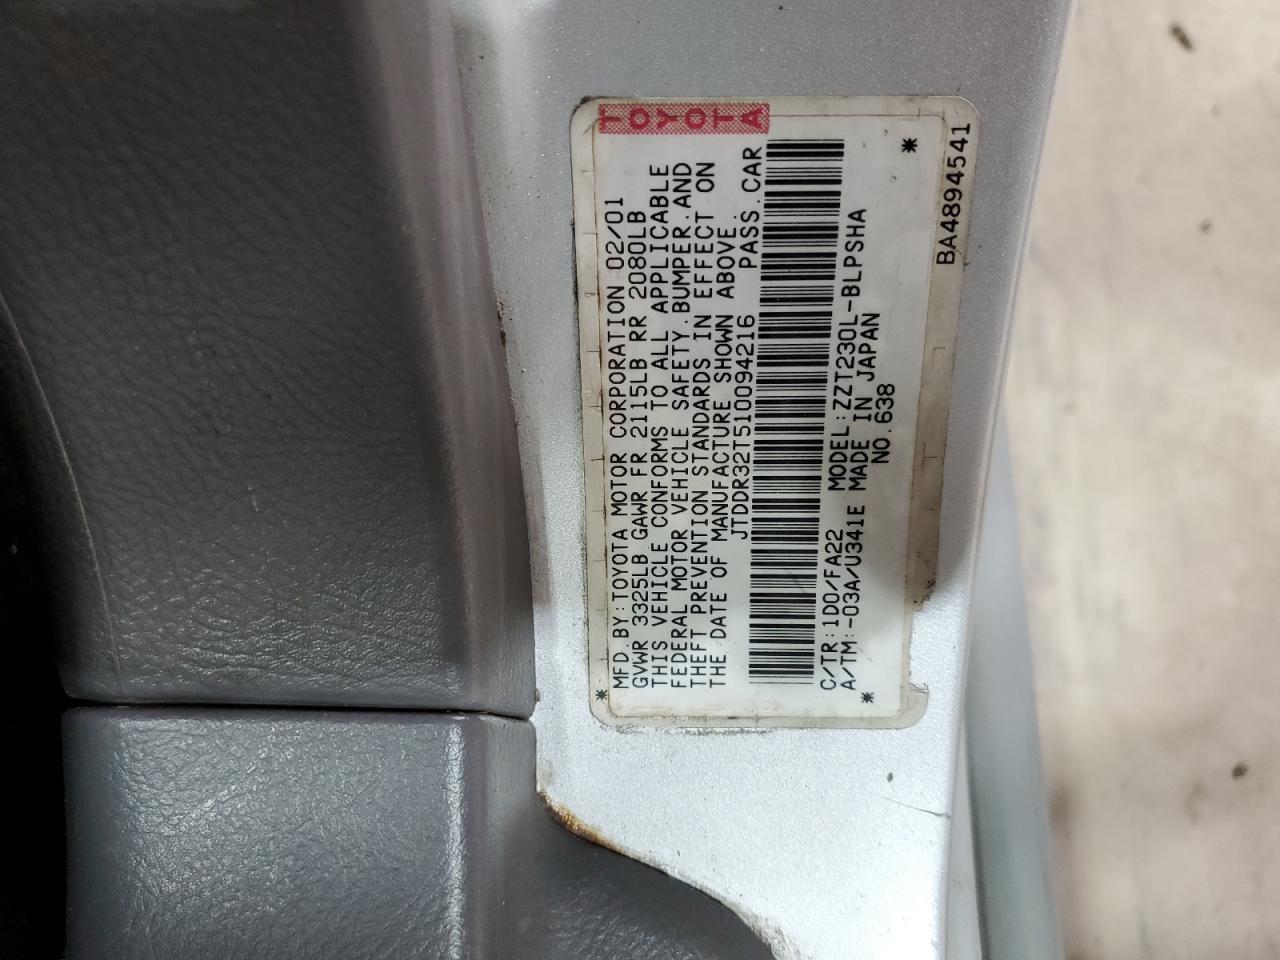 TOYOTA
MFD.BY:TOYOTA MOTOR CORPORATION 02/01
GVWR 3325LB GAWR FR 2115LB RR 2080LB
THIS VEHICLE CONFORMS TO ALL APPLICABLE
FEDERAL MOTOR VEHICLE SAFETY.BUMPER.AND
THEFT PREVENTION STANDARDS IN EFFECT ON
THE DATE OF MANUFACTURE SHOWN ABOVE.
JTDDR32T510094216 PASS.CAR
C/TR:1D0/FA22 MODEL:ZZT230L-BLPSHA
A/TM:-03A/U341E MADE IN JAPAN
NO.638
BA4894541